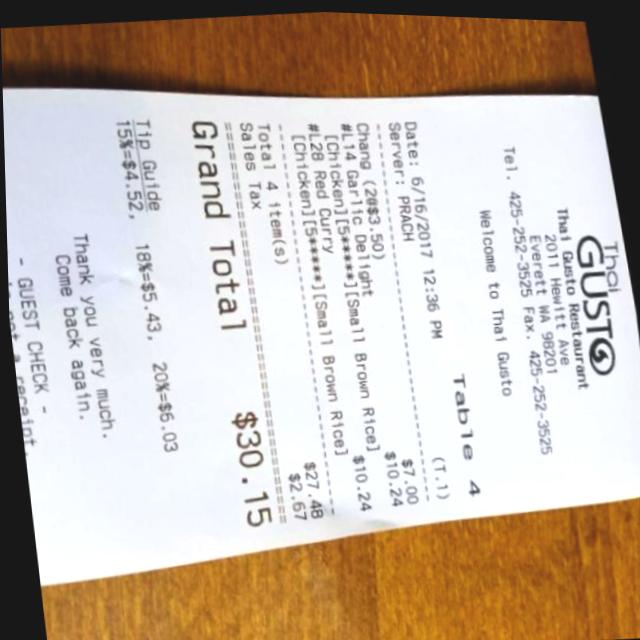 Thai
GUSTO
Thai Gusto Restaurant
2011 Hewitt Ave
Everett WA 98201
Tel. 425-252-3525 Fax. 425-252-3525
Welcome to Thai Gusto
Table 4
(T.1)
Date: 6/16/2017 12:36 PM
Server: PRACH
Chang (2@$3.50) $7.00
#L14 Garlic Delight $10.24
[Chicken][5*****][Small Brown Rice]
#L28 Red Curry $10.24
[Chicken][5*****][Small Brown Rice]
Total 4 item(s) $27.48
Sales Tax $2.67
Grand Total $30.15
Tip Guide
15%=$4.52, 18%=$5.43, 20%=$6.03
Thank you very much.
Come back again.
- GUEST CHECK -
not a receipt